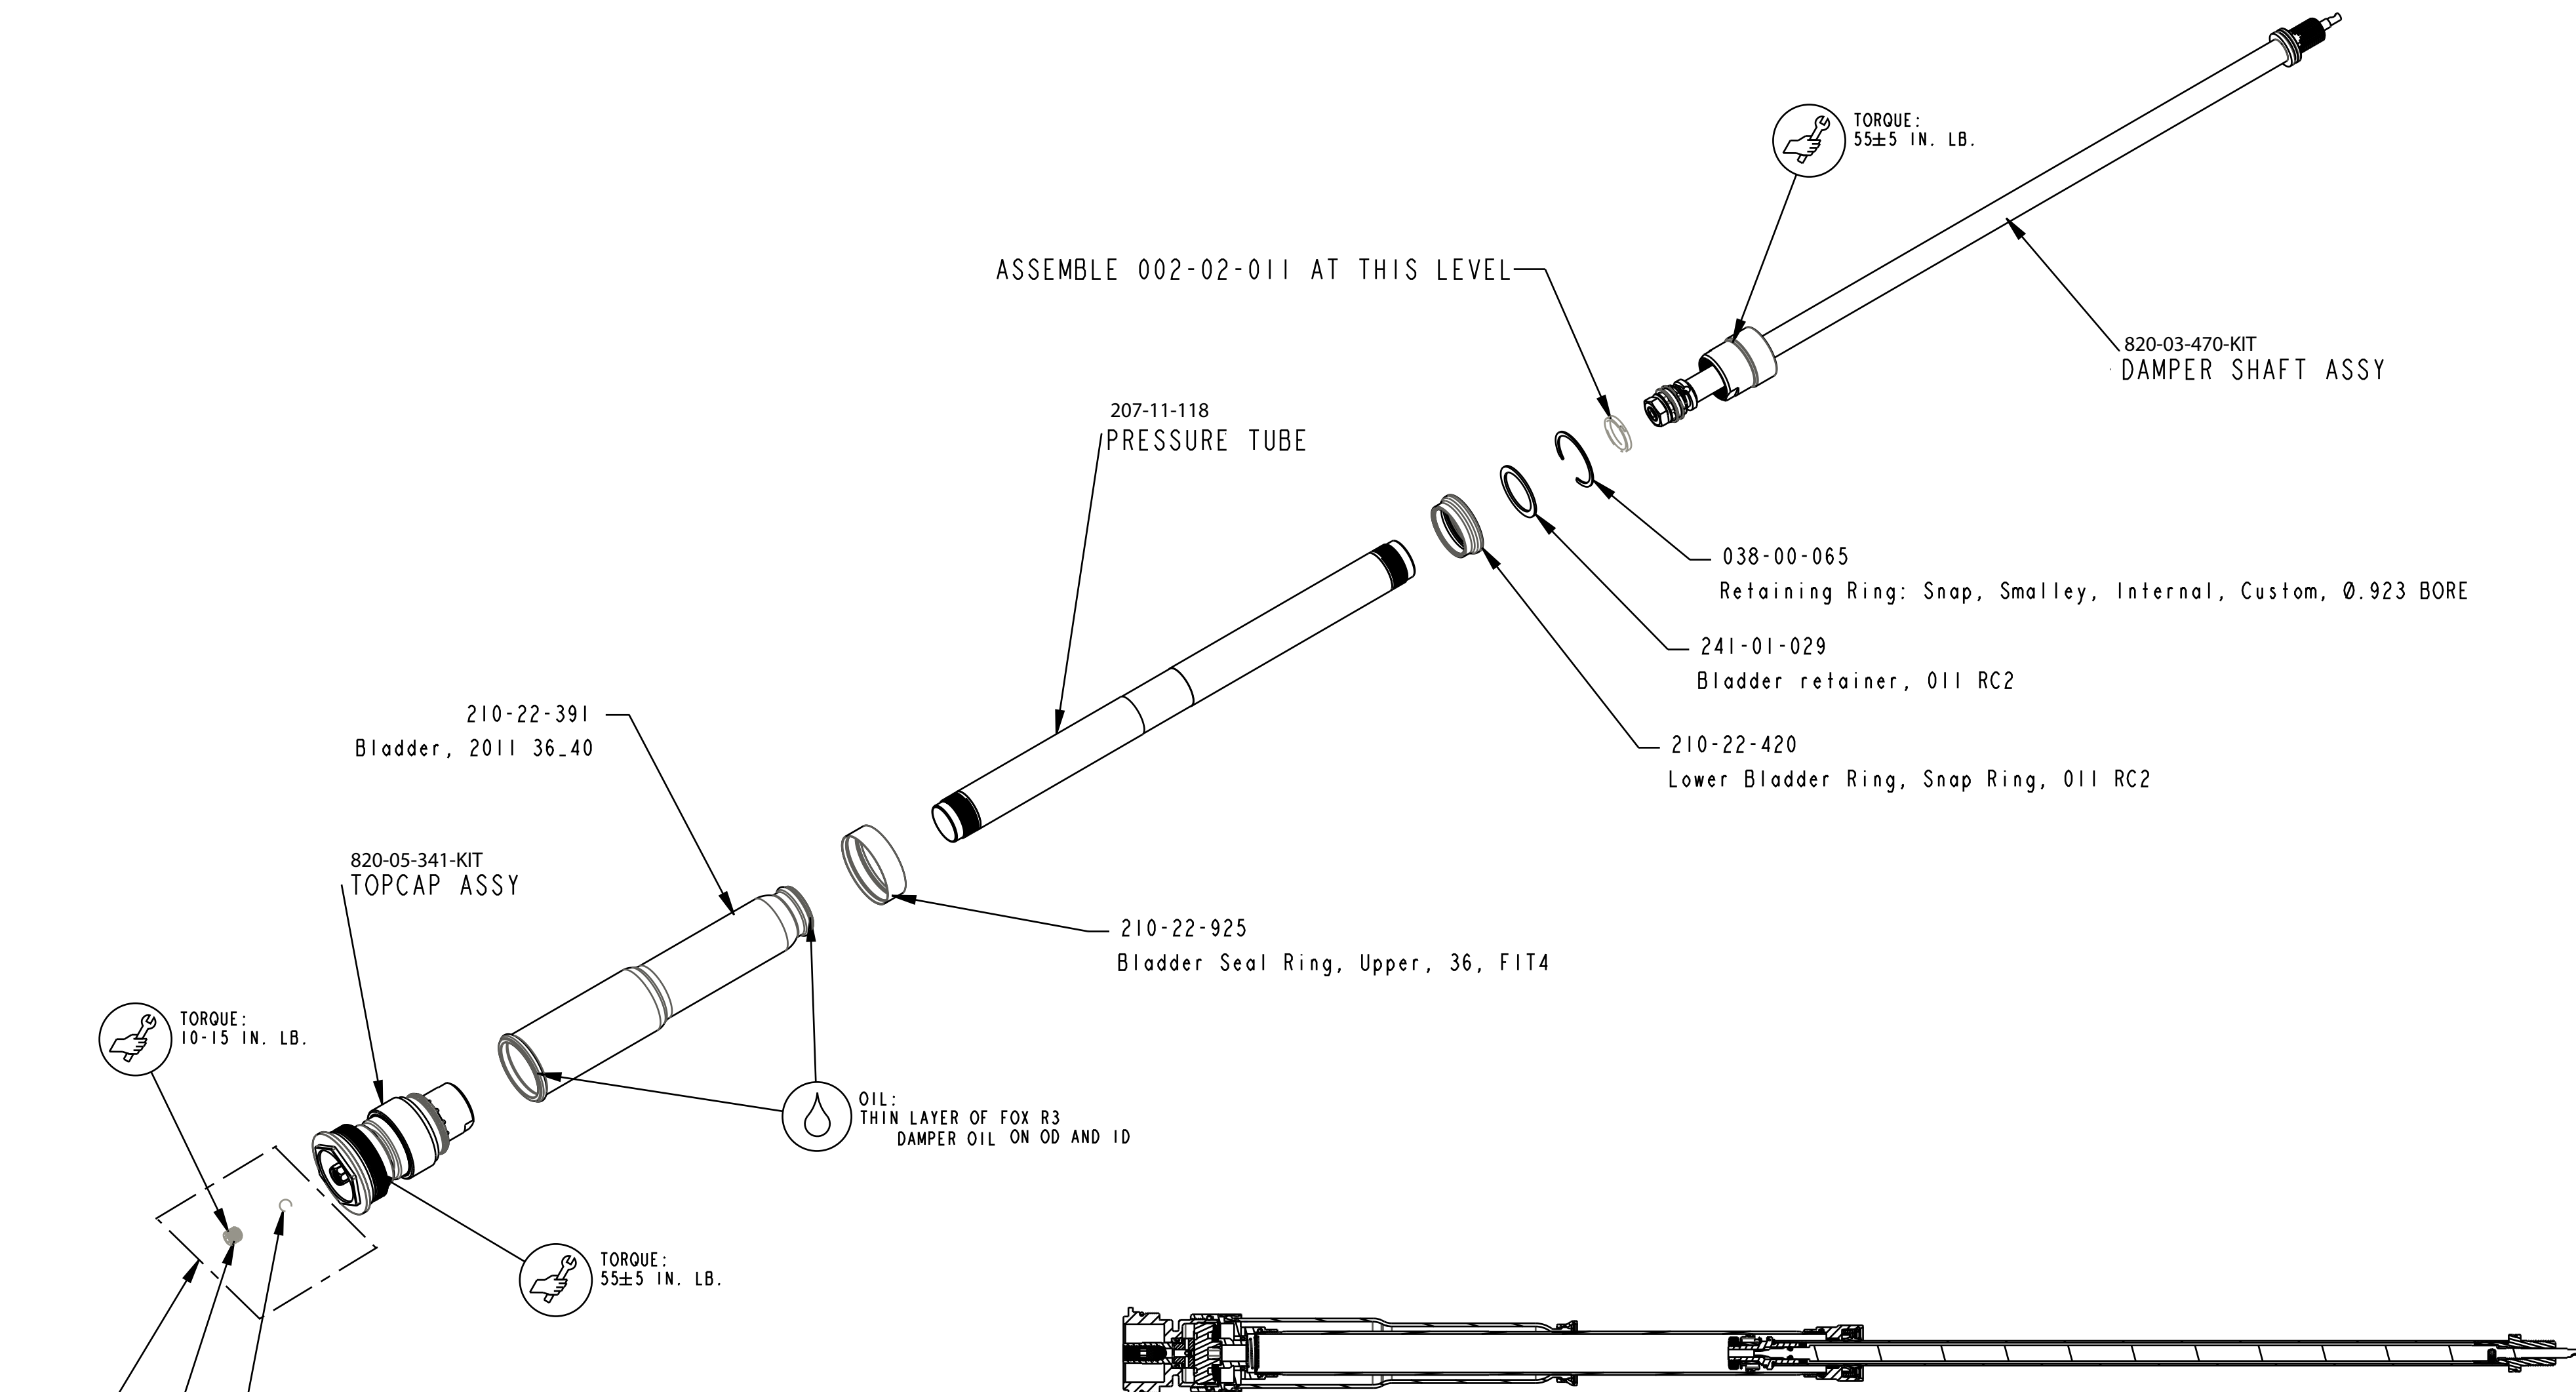 TORQUE:
55±5 IN. LB.
ASSEMBLE 002-02-011 AT THIS LEVEL
820-03-470-KIT
DAMPER SHAFT ASSY
207-11-118
PRESSURE TUBE
038-00-065
Retaining Ring: Snap, Smalley, Internal, Custom, Ø.923 BORE
241-01-029
Bladder retainer, 011 RC2
210-22-391
Bladder, 2011 36_40
210-22-420
Lower Bladder Ring, Snap Ring, 011 RC2
820-05-341-KIT
TOPCAP ASSY
210-22-925
Bladder Seal Ring, Upper, 36, FIT4
TORQUE:
10-15 IN. LB.
OIL:
THIN LAYER OF FOX R3
DAMPER OIL ON OD AND ID
TORQUE:
55±5 IN. LB.